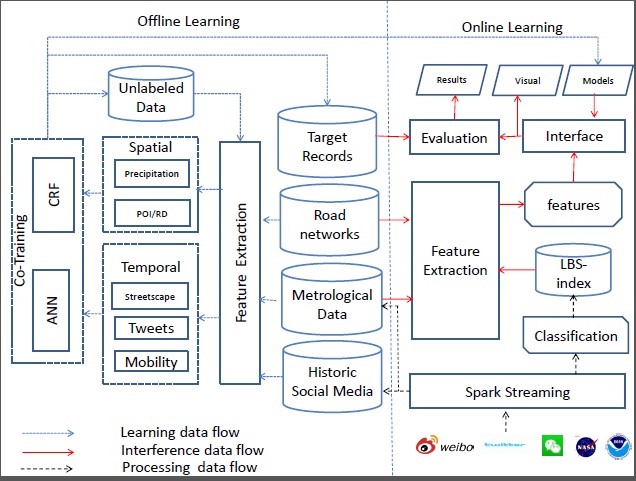 Offline Learning
Online Learning
Unlabeled
Data
Results
Visual
Models
Target
Records
Evaluation
Interface
Co-Training
CRF
ANN
Spatial
Precipitation
POI/RD
Temporal
Streetscape
Tweets
Mobility
Feature Extraction
Road
networks
Metrological
Data
Historic
Social Media
Feature
Extraction
features
LBS-
index
Classification
Spark Streaming
weibo
NASA
Learning data flow
Interference data flow
Processing data flow